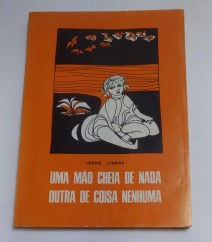 IRENE LISBOA
UMA MÃO CHEIA DE NADA
OUTRA DE COISA NENHUMA